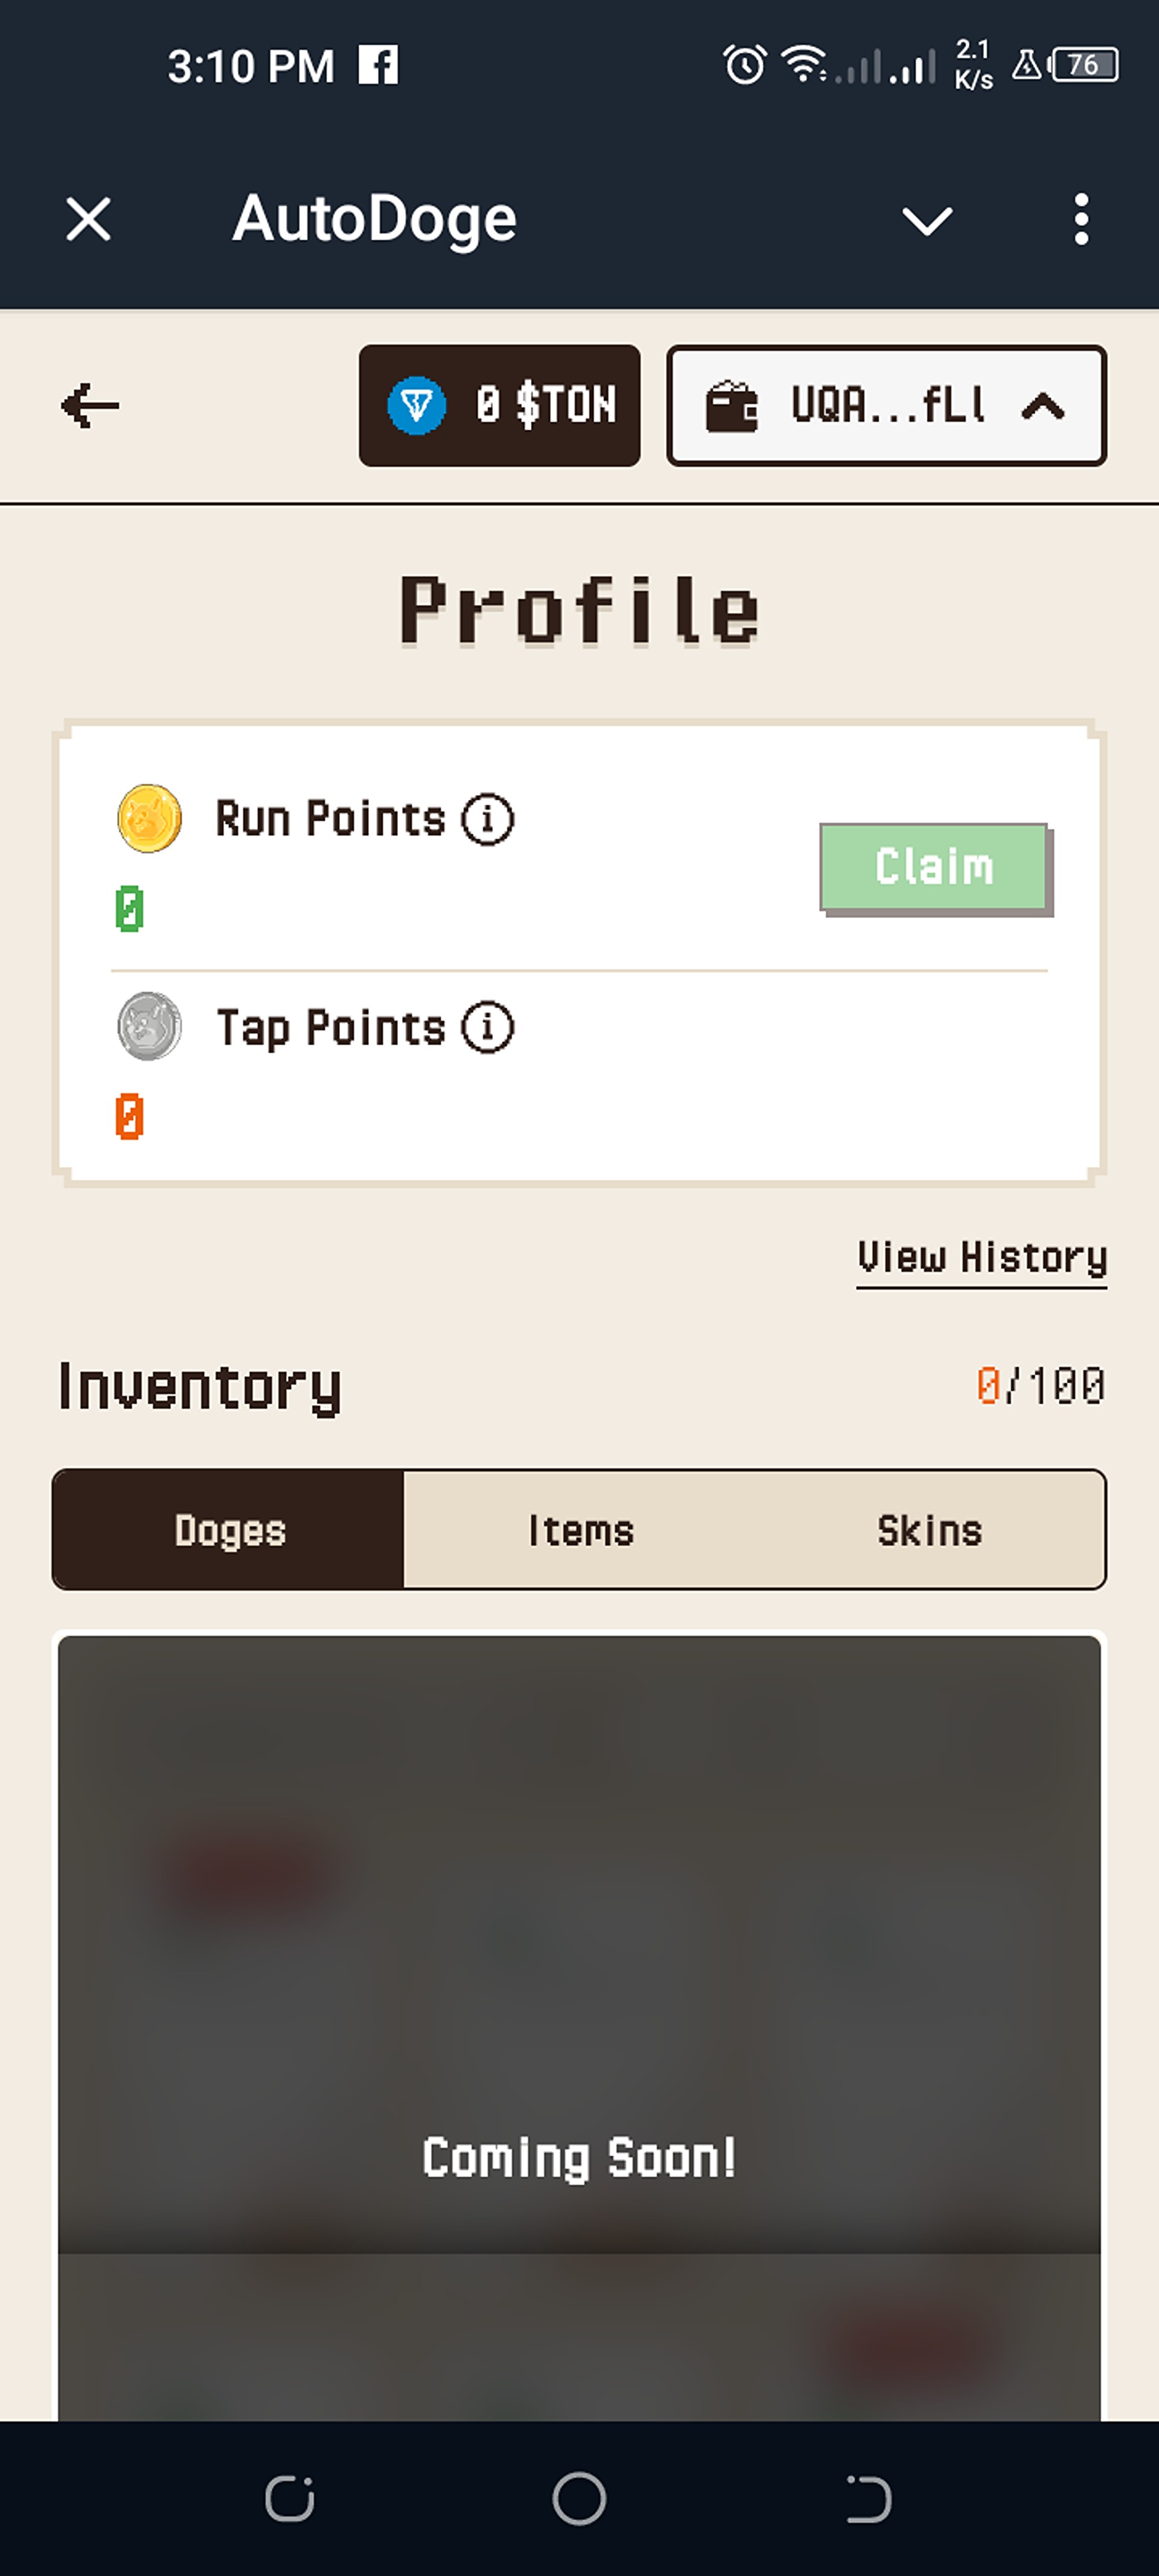 3:10 PM
2.1
K/s
76
AutoDoge
0 $TON
UQA...fLl
Profile
Run Points
Claim
0
Tap Points
0
View History
Inventory
0/100
Doges
Items
Skins
Coming Soon!